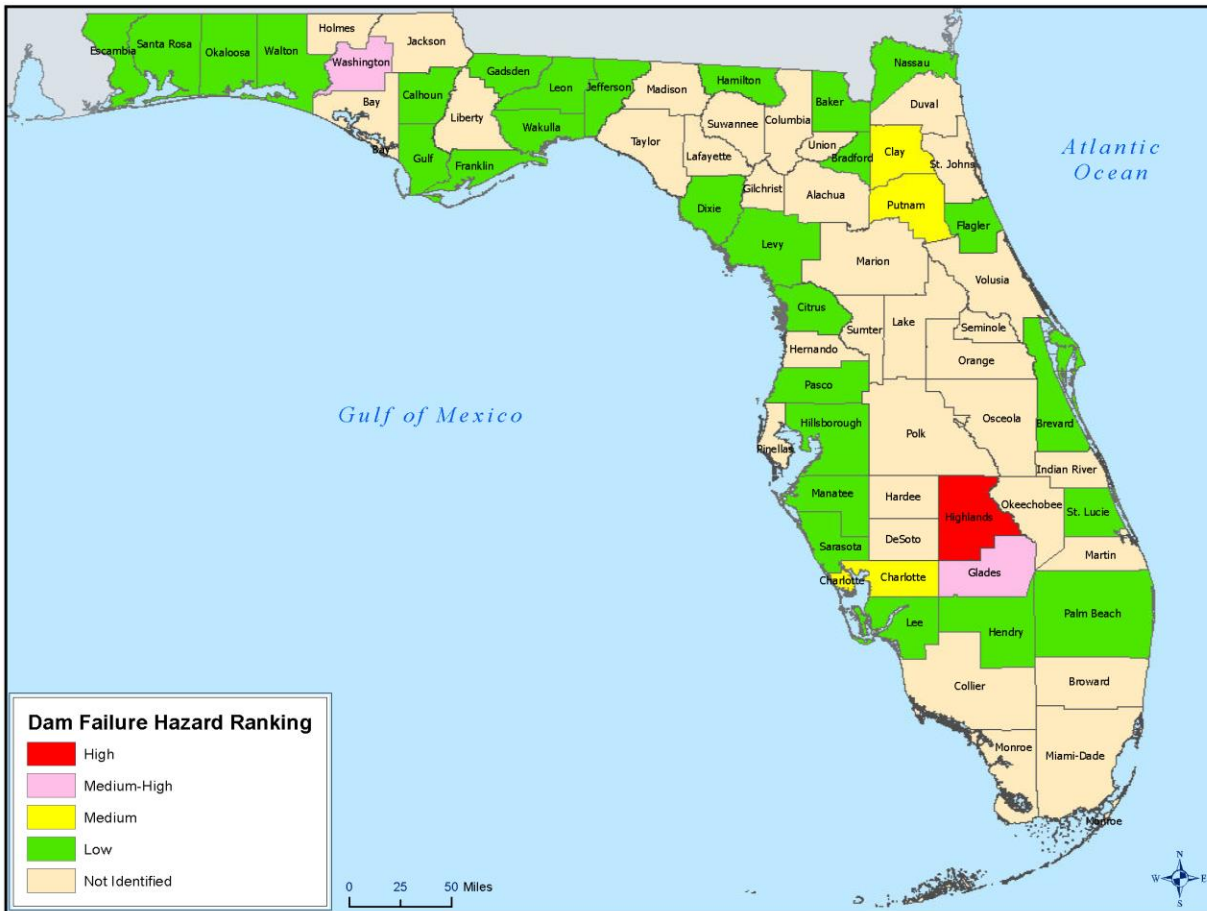 Holmes
Jackson
Escambia
Santa Rosa
Okaloosa
Walton
Washington
Nassau
Gadsden
Hamilton
Leon
Jefferson
Madison
Calhoun
Baker
Duval
Bay
Liberty
Suwannee
Columbia
Wakulla
Taylor
Union
Bay
Gulf
Franklin
Lafayette
Bradford
Clay
St. Johns
Atlantic
Ocean
Gilchrist
Alachua
Dixie
Putnam
Flagler
Levy
Marion
Volusia
Citrus
Sumter
Lake
Seminole
Hernando
Orange
Pasco
Gulf of Mexico
Hillsborough
Osceola
Brevard
Polk
Pinellas
Indian River
Manatee
Hardee
Okeechobee
St. Lucie
Highlands
Sarasota
DeSoto
Martin
Charlotte
Charlotte
Glades
Palm Beach
Lee
Hendry
Collier
Broward
Monroe
Miami-Dade
Monroe
Dam Failure Hazard Ranking
High
Medium-High
Medium
Low
Not Identified
0 25 50 Miles
N
W E
S